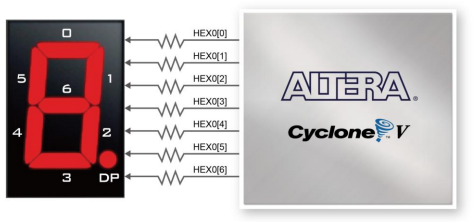 0
HEX0[0]
5
1
HEX0[1]
6
HEX0[2]
HEX0[3]
4
2
HEX0[4]
HEX0[5]
3
DP
HEX0[6]
ALTERA®
Cyclone™ V